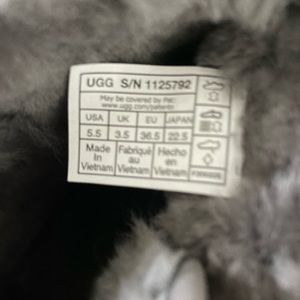 UGG S/N 1125792
May be covered by Pat:
www.ugg.com/patents
USA UK EU JAPAN
5.5 3.5 36.5 22.5
Made Fabriqué Hecho
In au en
Vietnam Vietnam Vietnam